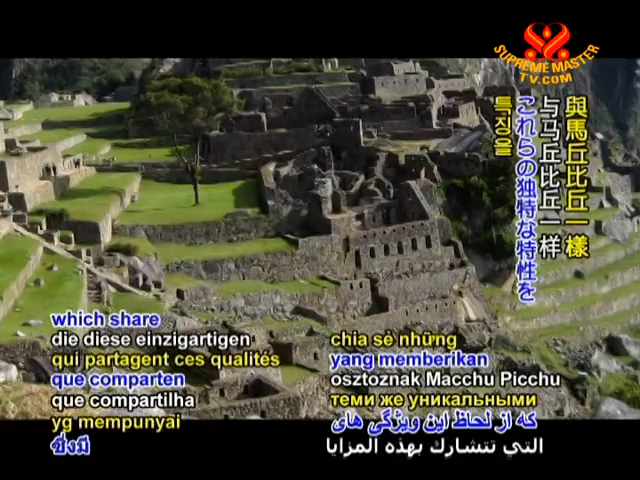 SUPREME MASTER
TV.COM
與馬丘比丘一樣
与马丘比丘一样
これらの独特な特性を
특징을
which share
die diese einzigartigen
qui partagent ces qualités
que comparten
que compartilha
yg mempunyai
ซึ่งมี
chia sẻ những
yang memberikan
osztoznak Macchu Picchu
теми же уникальными
که از لحاظ این ویژگی های
التي تتشارك بهذه المزايا